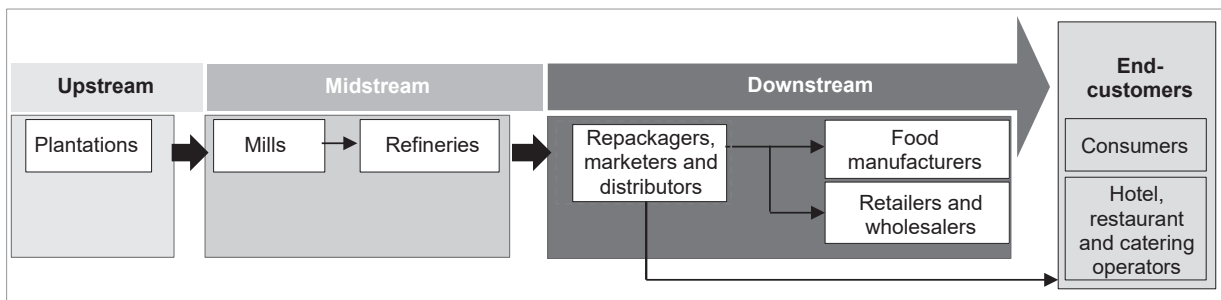 Upstream
Midstream
Downstream
End-
customers
Plantations
Mills
Refineries
Repackagers,
marketers and
distributors
Food
manufacturers
Retailers and
wholesalers
Consumers
Hotel,
restaurant
and catering
operators